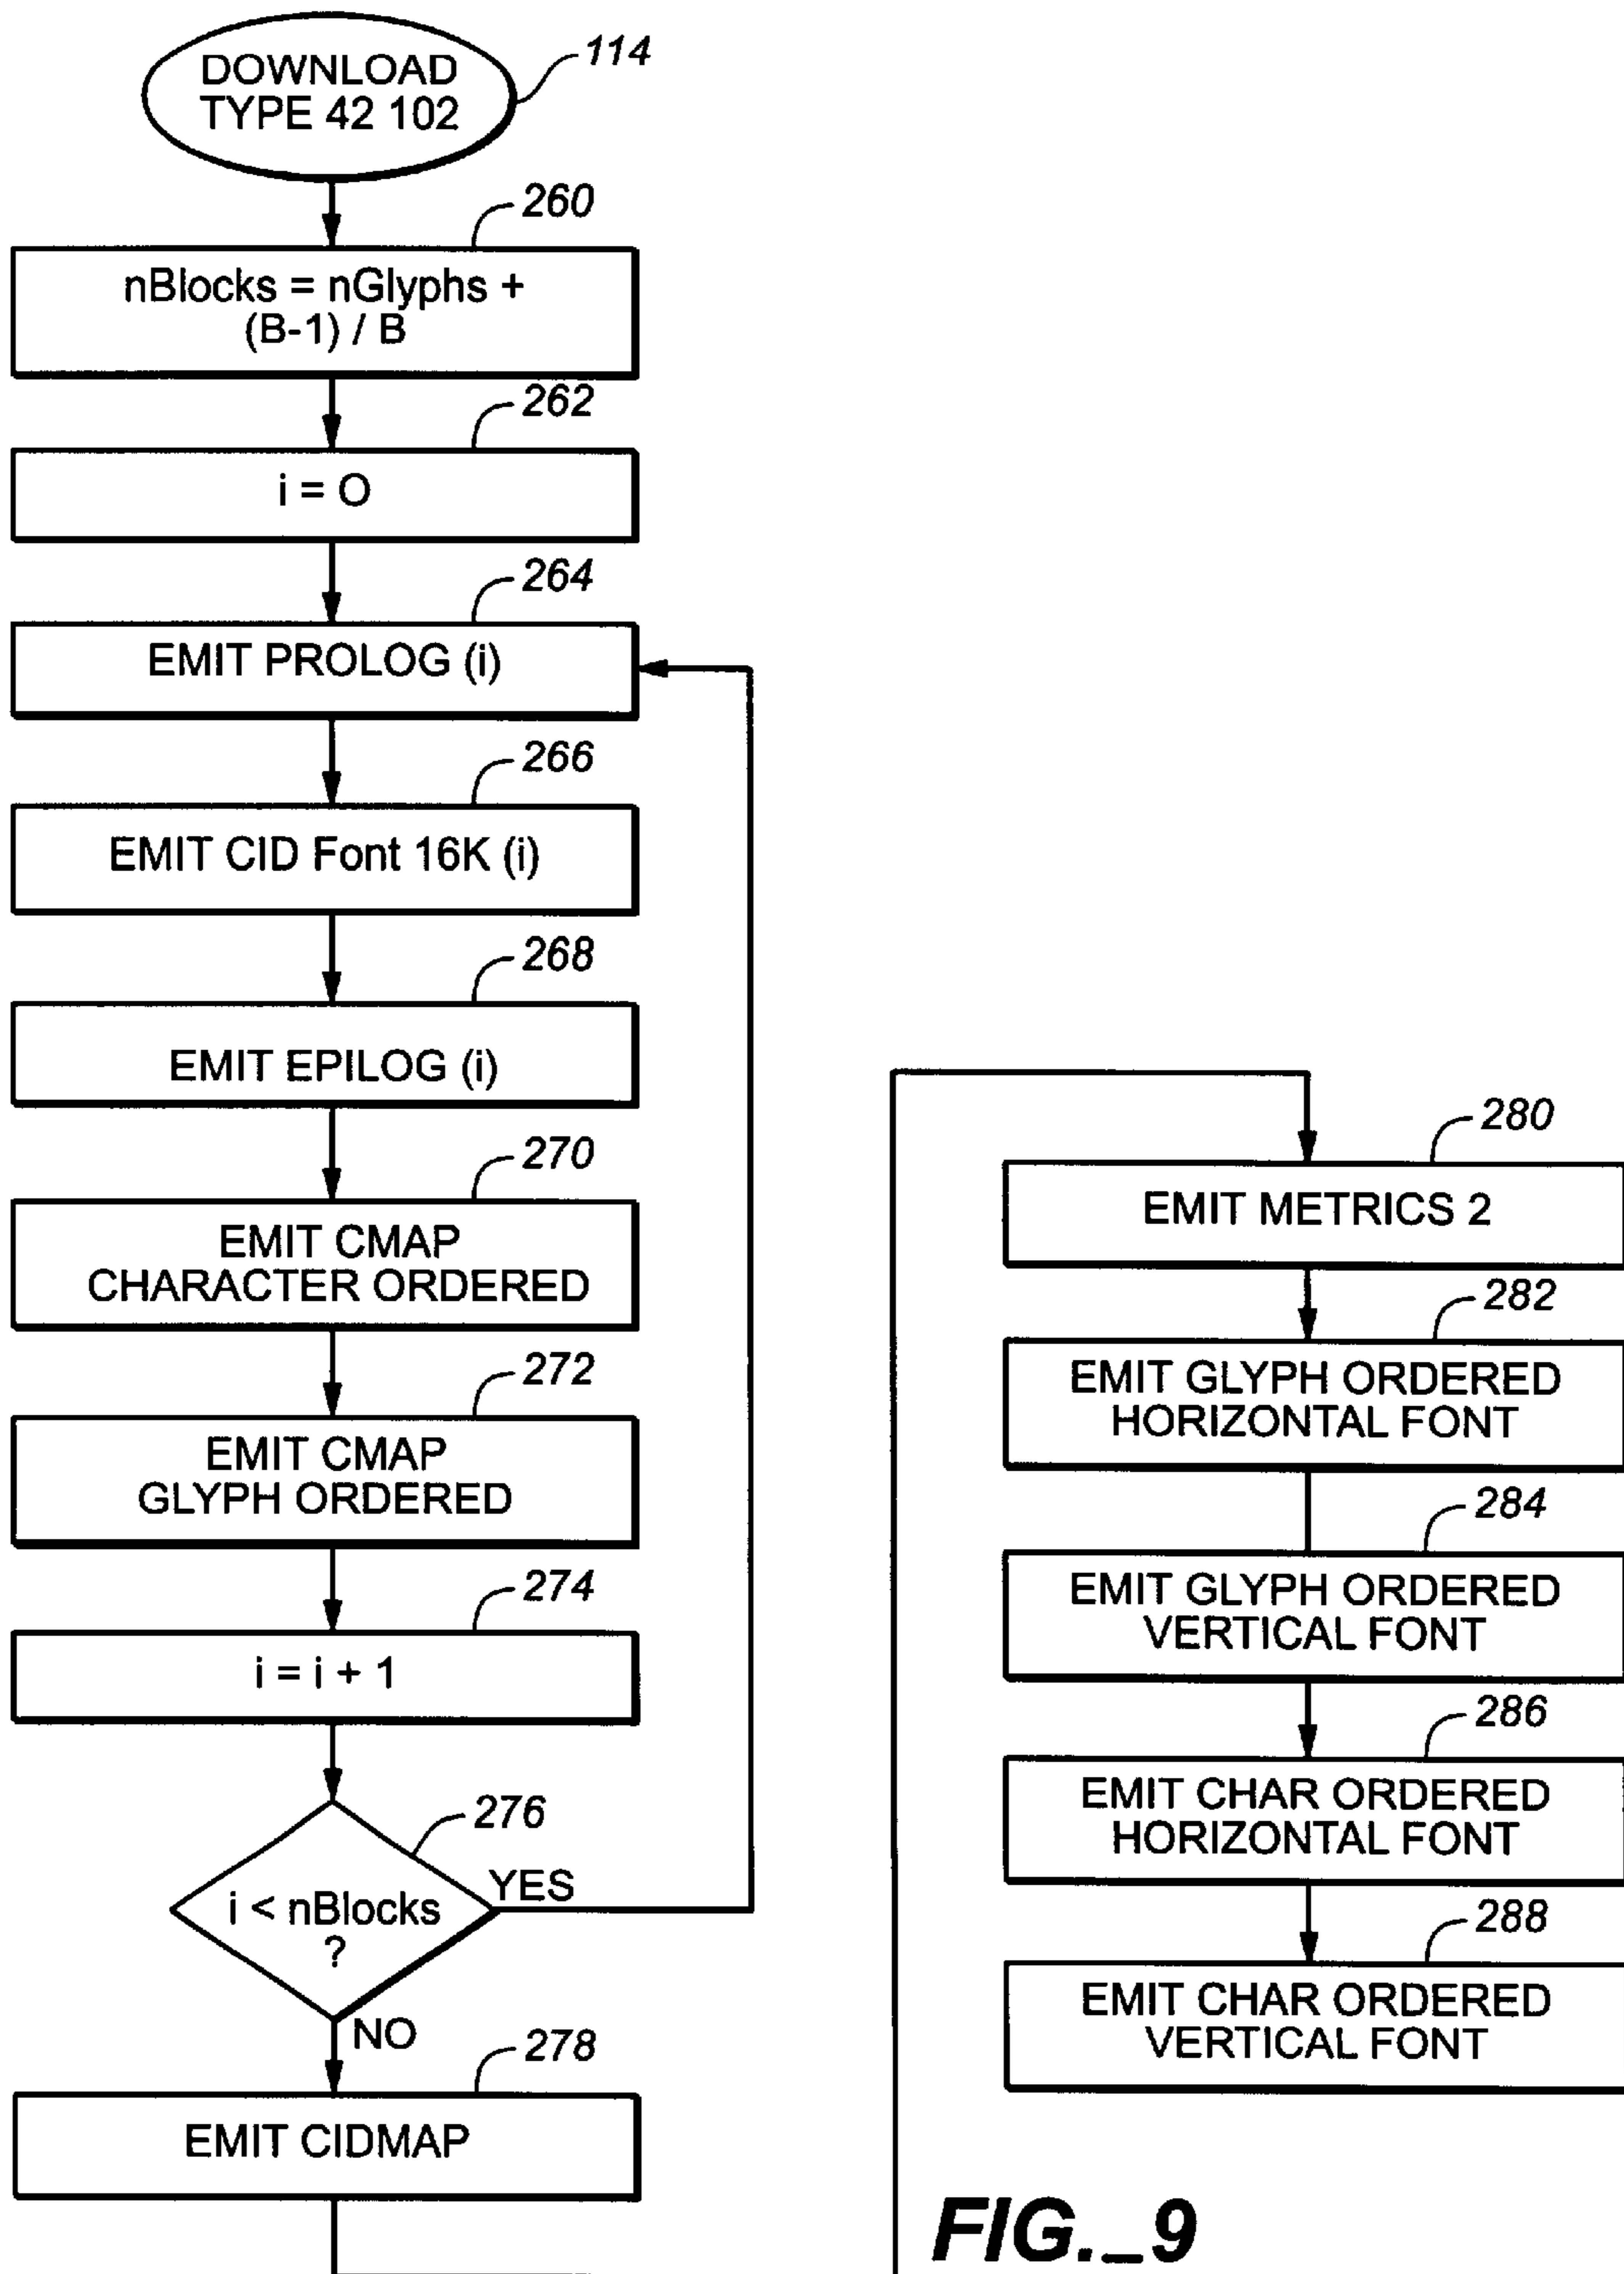 DOWNLOAD
TYPE 42 102
114
260
nBlocks = nGlyphs +
(B-1) / B
262
i = O
264
EMIT PROLOG (i)
266
EMIT CID Font 16K (i)
268
EMIT EPILOG (i)
270
EMIT CMAP
CHARACTER ORDERED
272
EMIT CMAP
GLYPH ORDERED
274
i = i + 1
276
i < nBlocks
?
YES
NO
278
EMIT CIDMAP
280
EMIT METRICS 2
282
EMIT GLYPH ORDERED
HORIZONTAL FONT
284
EMIT GLYPH ORDERED
VERTICAL FONT
286
EMIT CHAR ORDERED
HORIZONTAL FONT
288
EMIT CHAR ORDERED
VERTICAL FONT
FIG._9